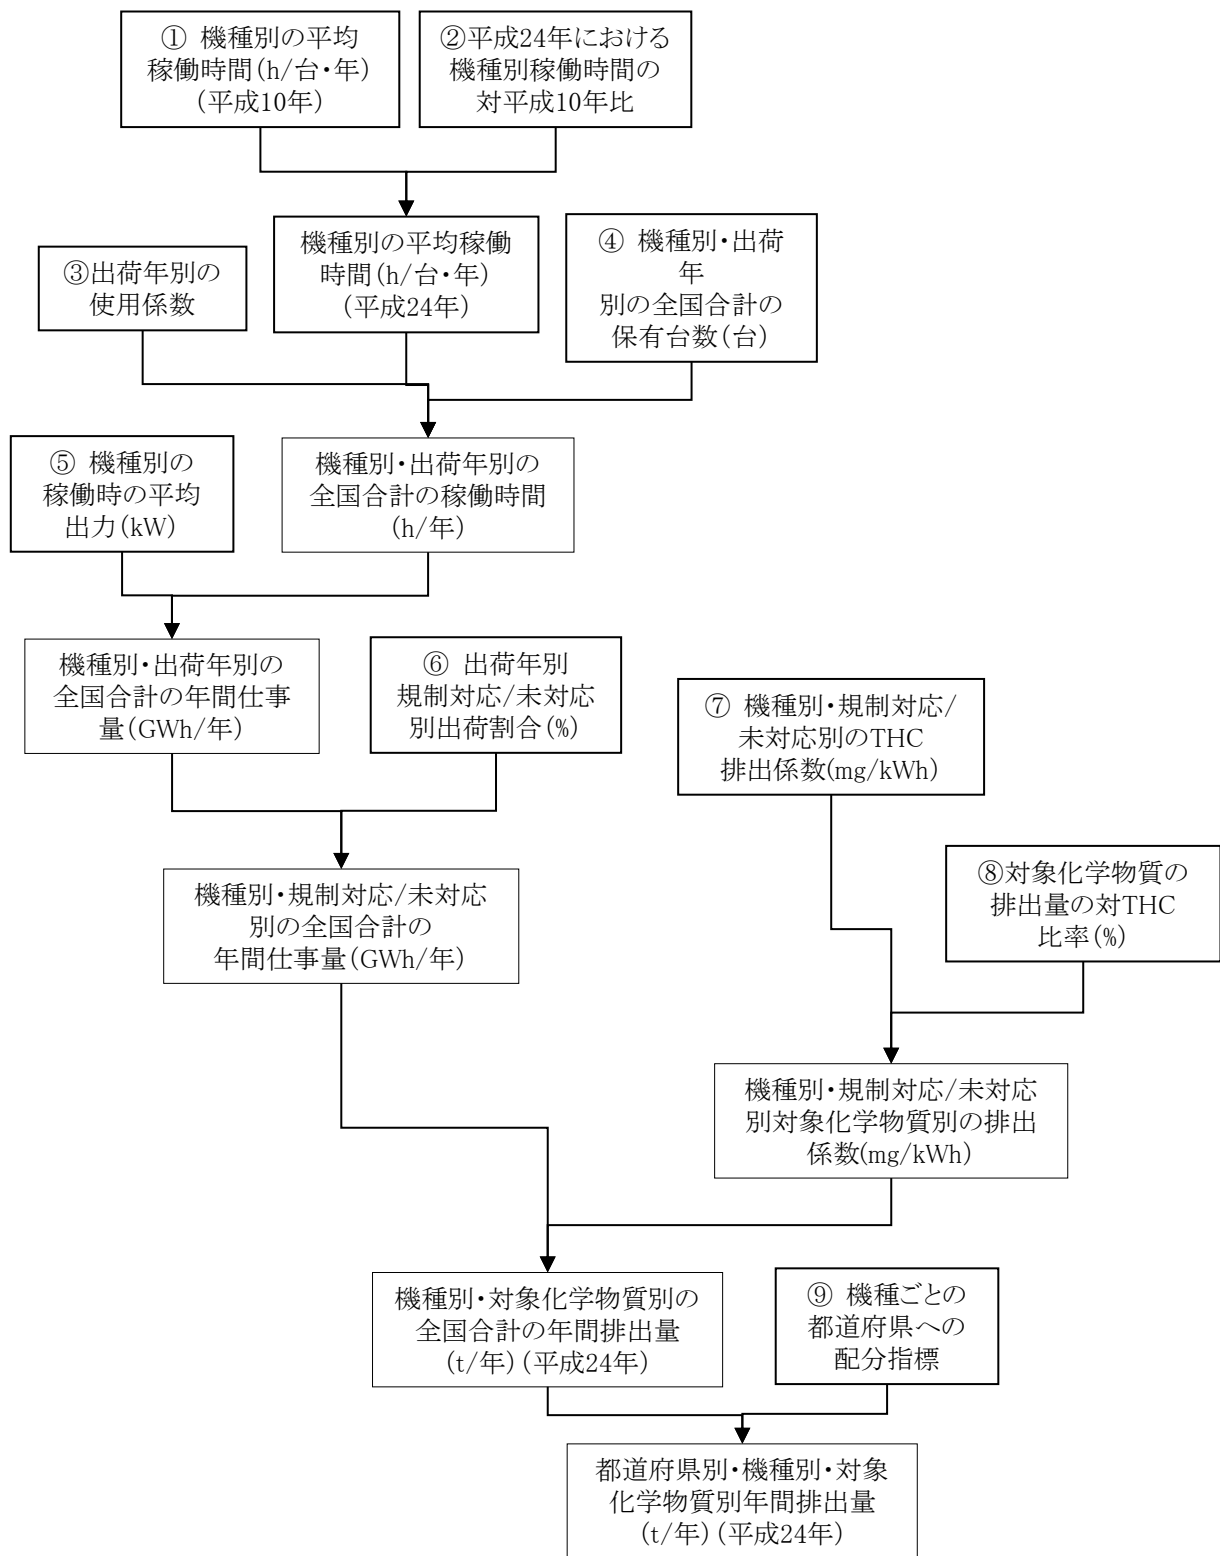 ① 機種別の平均
稼働時間(h/台・年)
(平成10年)
②平成24年における
機種別稼働時間の
対平成10年比
③出荷年別の
使用係数
機種別の平均稼働
時間(h/台・年)
(平成24年)
④ 機種別・出荷
年
別の全国合計の
保有台数(台)
⑤ 機種別の
稼働時の平均
出力(kW)
機種別・出荷年別の
全国合計の稼働時間
(h/年)
機種別・出荷年別の
全国合計の年間仕事
量(GWh/年)
⑥ 出荷年別
規制対応/未対応
別出荷割合(%)
⑦ 機種別・規制対応/
未対応別のTHC
排出係数(mg/kWh)
機種別・規制対応/未対応
別の全国合計の
年間仕事量(GWh/年)
⑧対象化学物質の
排出量の対THC
比率(%)
機種別・規制対応/未対応
別対象化学物質別の排出
係数(mg/kWh)
機種別・対象化学物質別の
全国合計の年間排出量
(t/年)(平成24年)
⑨ 機種ごとの
都道府県への
配分指標
都道府県別・機種別・対象
化学物質別年間排出量
(t/年)(平成24年)